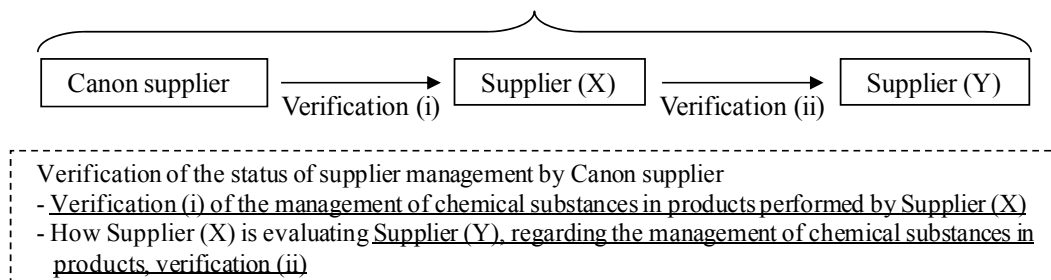 Canon supplier
Supplier (X)
Supplier (Y)
Verification (i)
Verification (ii)
Verification of the status of supplier management by Canon supplier
- Verification (i) of the management of chemical substances in products performed by Supplier (X)
- How Supplier (X) is evaluating Supplier (Y), regarding the management of chemical substances in
products, verification (ii)